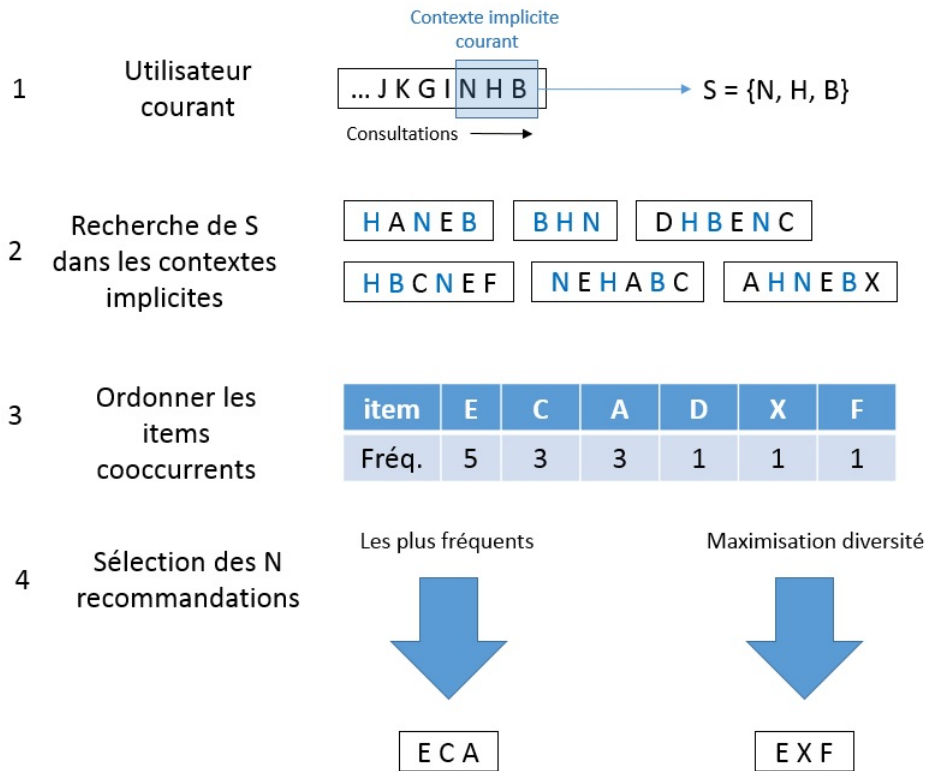 Contexte implicite
courant
1
Utilisateur
courant
... J K G I N H B
S = {N, H, B}
Consultations
2
Recherche de S
dans les contextes
implicites
H A N E B
B H N
D H B E N C
H B C N E F
N E H A B C
A H N E B X
3
Ordonner les
items
cooccurrents
item E C A D X F
Fréq. 5 3 3 1 1 1
4
Sélection des N
recommandations
Les plus fréquents
Maximisation diversité
E C A
E X F